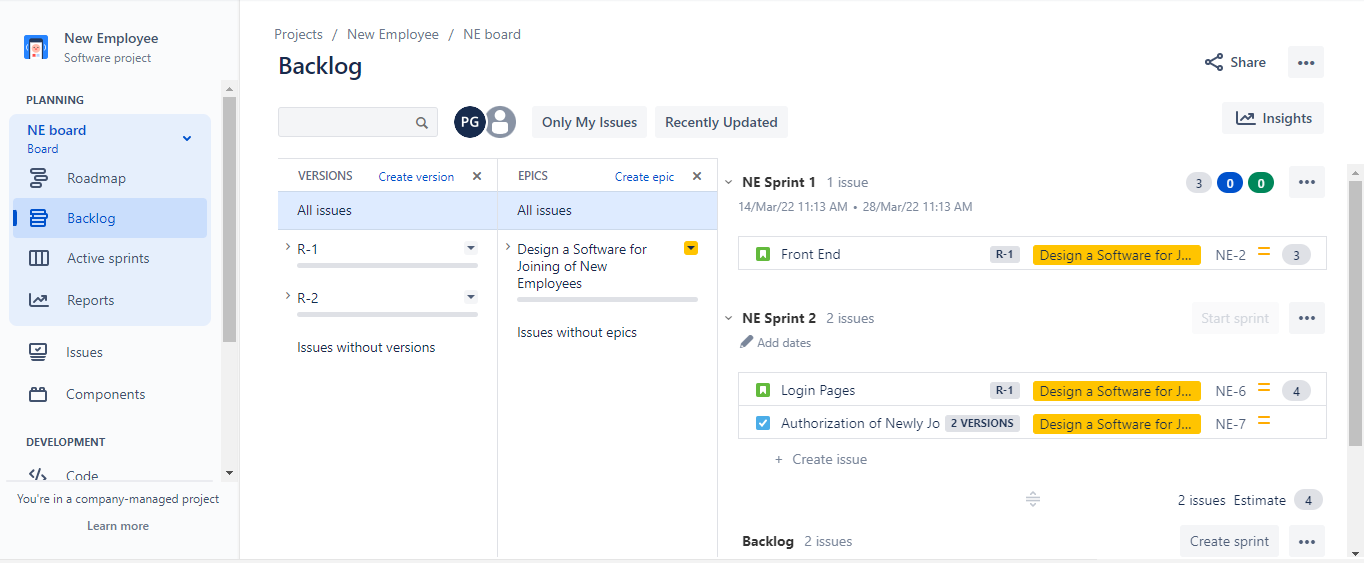 New Employee
Software project
PLANNING
NE board
Board
Roadmap
Backlog
Active sprints
Reports
Issues
Components
DEVELOPMENT
Code
You're in a company-managed project
Learn more
Projects / New Employee / NE board
Backlog
Share
PG
Only My Issues
Recently Updated
Insights
VERSIONS Create version
All issues
R-1
R-2
Issues without versions
EPICS Create epic
All issues
Design a Software for
Joining of New
Employees
Issues without epics
NE Sprint 1 1 issue 3 0 0
14/Mar/22 11:13 AM • 28/Mar/22 11:13 AM
Front End R-1 Design a Software for J... NE-2 3
NE Sprint 2 2 issues Start sprint
Add dates
Login Pages R-1 Design a Software for J... NE-6 4
Authorization of Newly Jo 2 VERSIONS Design a Software for J... NE-7
+ Create issue
2 issues Estimate 4
Backlog 2 issues Create sprint